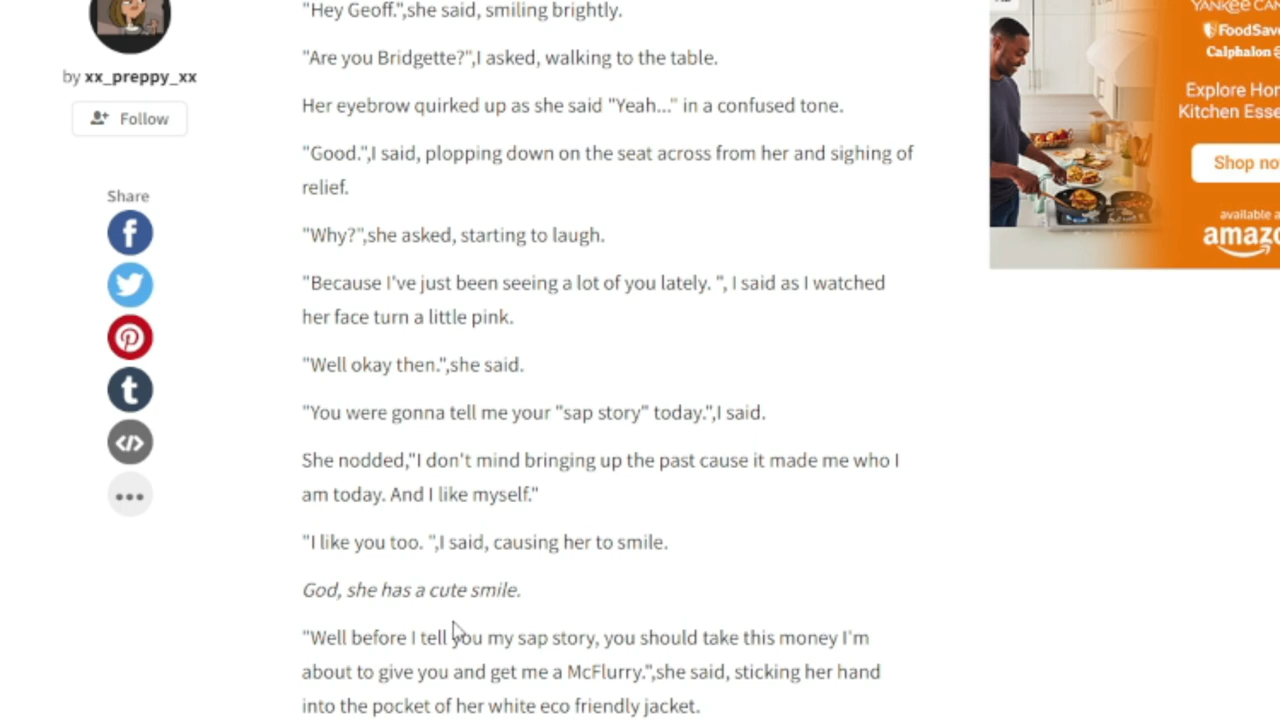 "Hey Geoff.",she said, smiling brightly.
"Are you Bridgette?",I asked, walking to the table.
by xx_preppy_xx
Her eyebrow quirked up as she said "Yeah..." in a confused tone.
Follow
"Good.",I said, plopping down on the seat across from her and sighing of
relief.
Share
"Why?",she asked, starting to laugh.
"Because I've just been seeing a lot of you lately. ", I said as I watched
her face turn a little pink.
"Well okay then.",she said.
"You were gonna tell me your "sap story" today.",I said.
She nodded,"I don't mind bringing up the past cause it made me who I
am today. And I like myself."
"I like you too. ",I said, causing her to smile.
God, she has a cute smile.
"Well before I tell you my sap story, you should take this money I'm
about to give you and get me a McFlurry.",she said, sticking her hand
into the pocket of her white eco friendly jacket.
YANKEE CAN
FoodSave
Calphalon
Explore Hom
Kitchen Esse
Shop no
available a
amazo